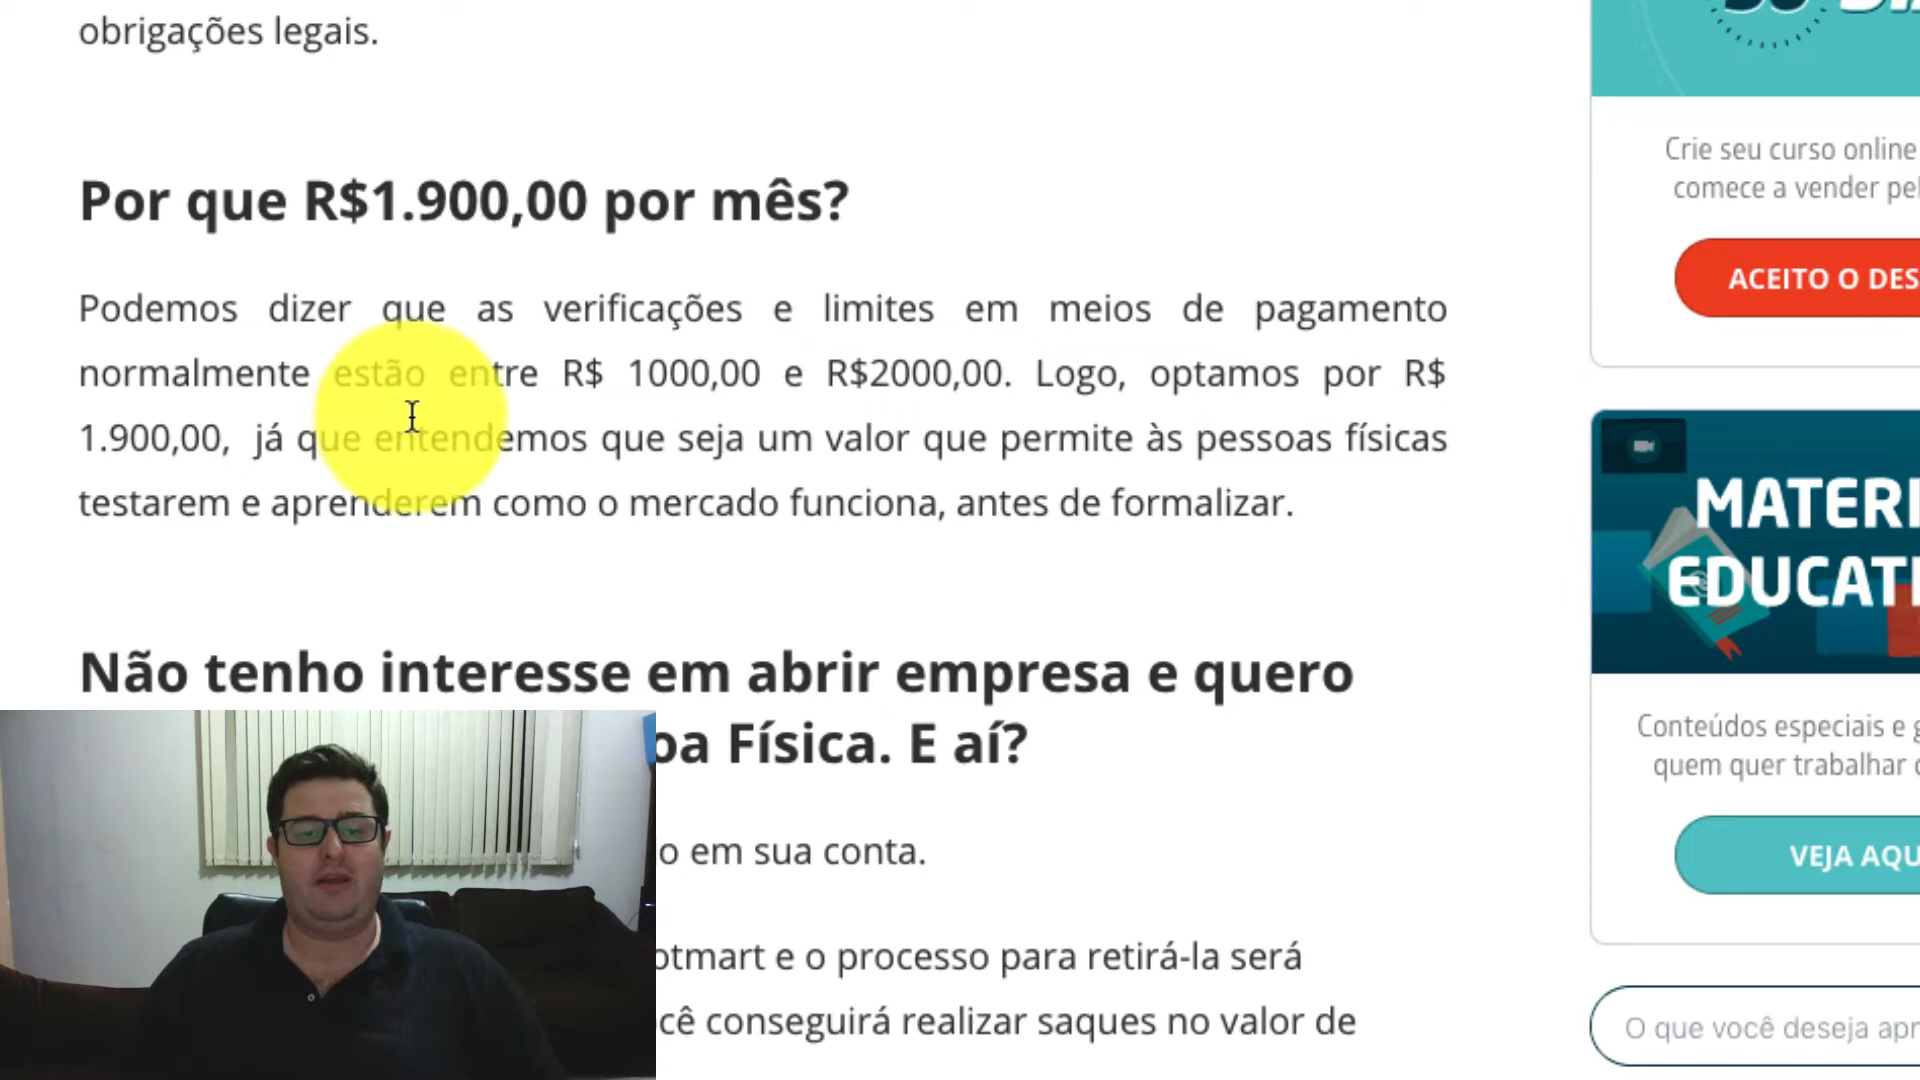 obrigações legais.
Por que R$1.900,00 por mês?
Podemos dizer que as verificações e limites em meios de pagamento
normalmente estão entre R$ 1000,00 e R$2000,00. Logo, optamos por R$
1.900,00, já que entendemos que seja um valor que permite às pessoas físicas
testarem e aprenderem como o mercado funciona, antes de formalizar.
Não tenho interesse em abrir empresa e quero
oa Física. E aí?
o em sua conta.
otmart e o processo para retirá-la será
cê conseguirá realizar saques no valor de
Crie seu curso online
comece a vender pel
ACEITO O DES
MATERI
EDUCATI
Conteúdos especiais e g
quem quer trabalhar
VEJA AQU
O que você deseja apr